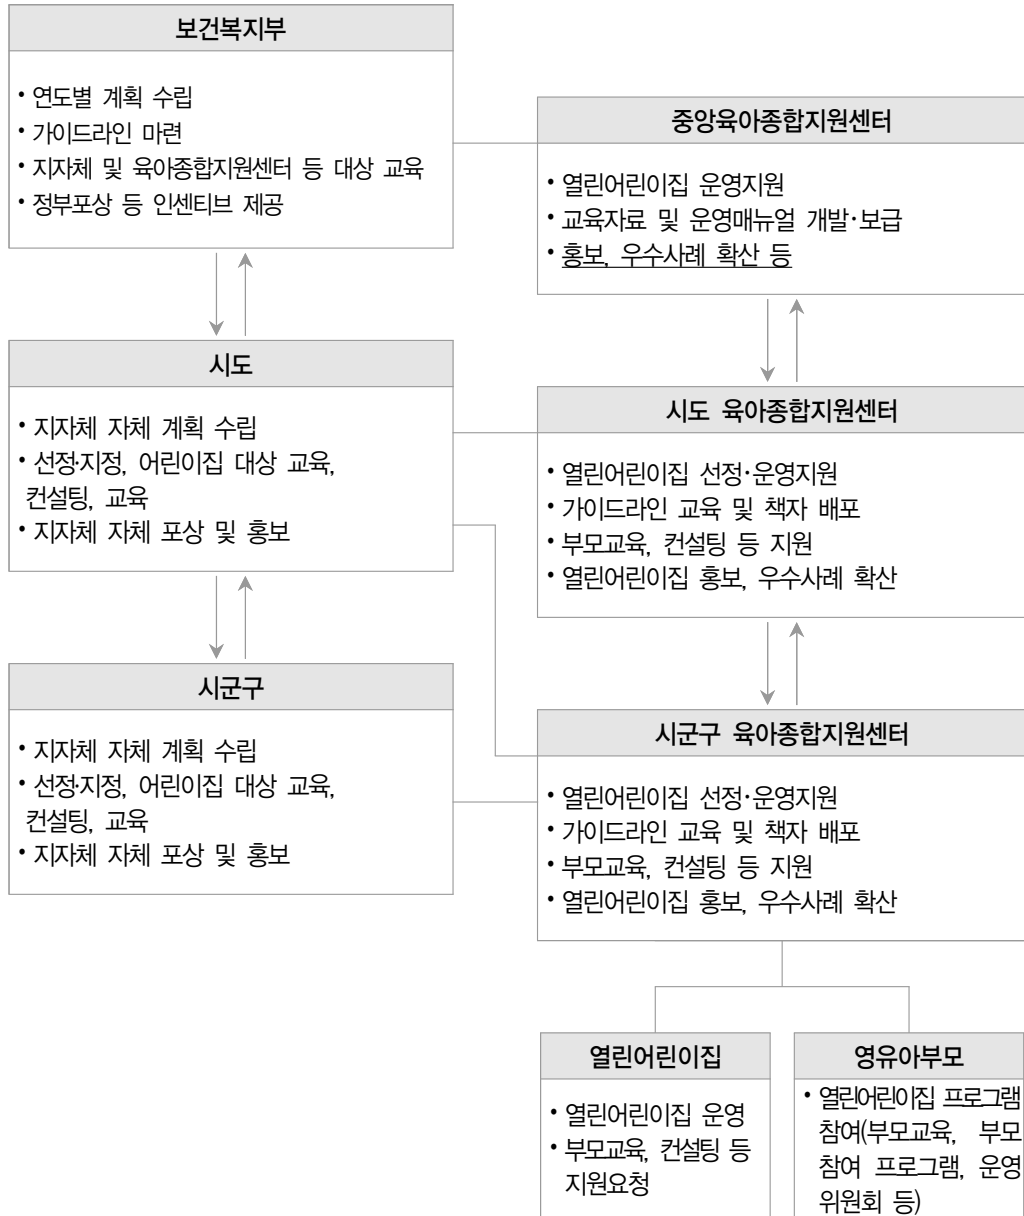 보건복지부
• 연도별 계획 수립
• 가이드라인 마련
• 지자체 및 육아종합지원센터 등 대상 교육
• 정부포상 등 인센티브 제공
중앙육아종합지원센터
• 열린어린이집 운영지원
• 교육자료 및 운영매뉴얼 개발·보급
• 홍보, 우수사례 확산 등
시도
• 지자체 자체 계획 수립
• 선정·지정, 어린이집 대상 교육,
컨설팅, 교육
• 지자체 자체 포상 및 홍보
시도 육아종합지원센터
• 열린어린이집 선정·운영지원
• 가이드라인 교육 및 책자 배포
• 부모교육, 컨설팅 등 지원
• 열린어린이집 홍보, 우수사례 확산
시군구
• 지자체 자체 계획 수립
• 선정·지정, 어린이집 대상 교육,
컨설팅, 교육
• 지자체 자체 포상 및 홍보
시군구 육아종합지원센터
• 열린어린이집 선정·운영지원
• 가이드라인 교육 및 책자 배포
• 부모교육, 컨설팅 등 지원
• 열린어린이집 홍보, 우수사례 확산
열린어린이집
• 열린어린이집 운영
• 부모교육, 컨설팅 등
지원요청
영유아부모
• 열린어린이집 프로그램
참여(부모교육, 부모
참여 프로그램, 운영
위원회 등)